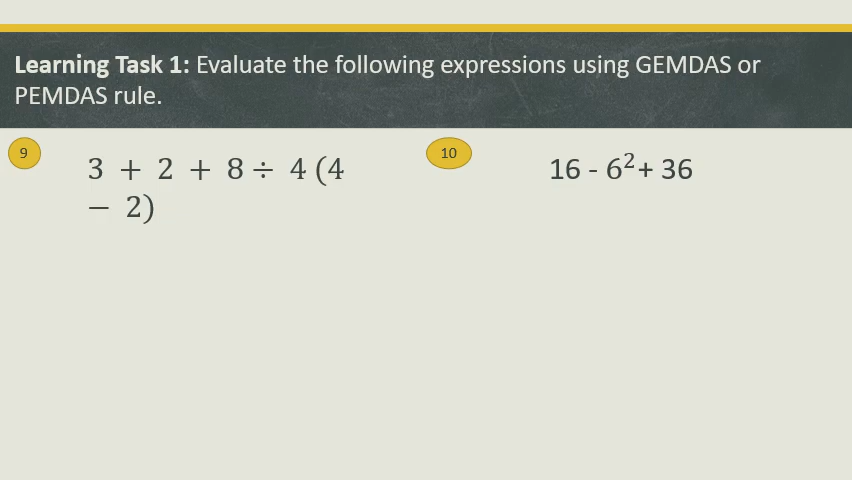 Learning Task 1: Evaluate the following expressions using GEMDAS or
PEMDAS rule.
9
3 + 2 + 8 ÷ 4 (4
− 2)
10
16 - 6² + 36